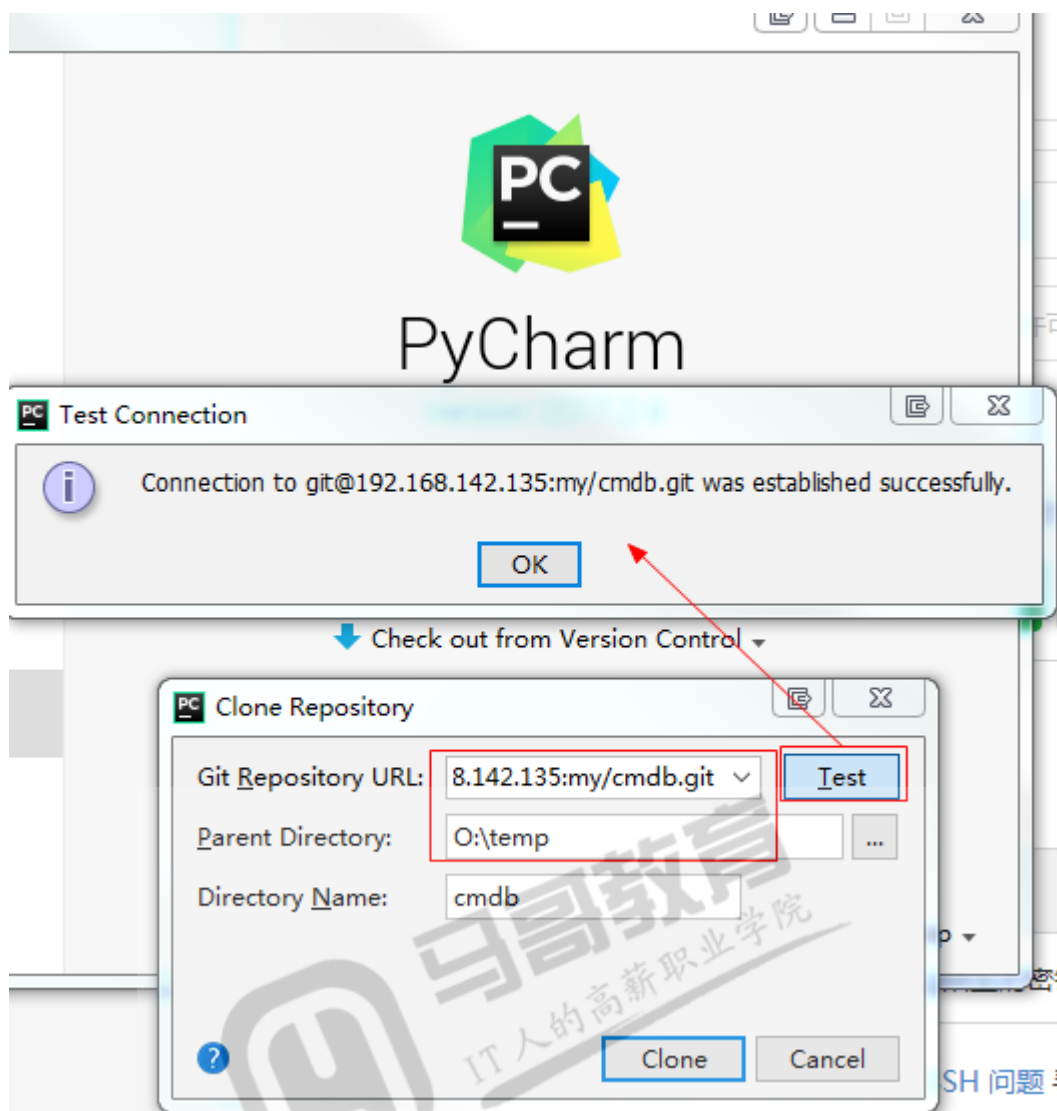 PC
PyCharm
Test Connection
Connection to git@192.168.142.135:my/cmdb.git was established successfully.
OK
Check out from Version Control
Clone Repository
Git Repository URL: 8.142.135:my/cmdb.git Test
Parent Directory: O:\temp ...
Directory Name: cmdb
马哥教育
IT人的高薪职业学院
? Clone Cancel
SH 问题